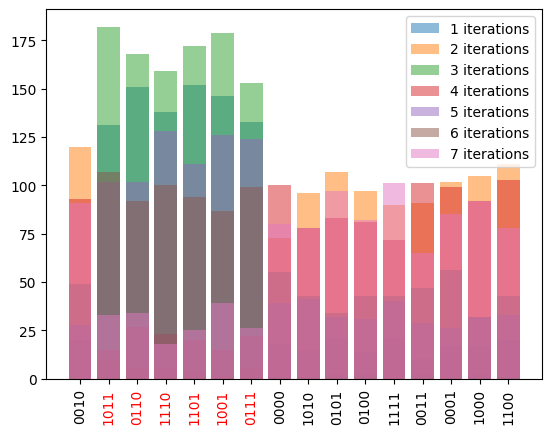 1 iterations
2 iterations
3 iterations
4 iterations
5 iterations
6 iterations
7 iterations
175
150
125
100
75
50
25
0
0010 1011 0110 1110 1101 1001 0111 0000 1010 0101 0100 1111 0011 0001 1000 1100